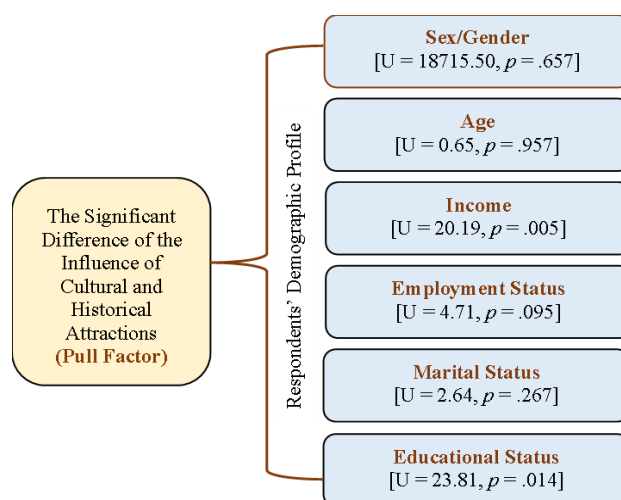 The Significant
Difference of the
Influence of
Cultural and
Historical
Attractions
(Pull Factor)
Respondents' Demographic Profile
Sex/Gender
[U = 18715.50, p = .657]
Age
[U = 0.65, p = .957]
Income
[U = 20.19, p = .005]
Employment Status
[U = 4.71, p = .095]
Marital Status
[U = 2.64, p = .267]
Educational Status
[U = 23.81, p = .014]